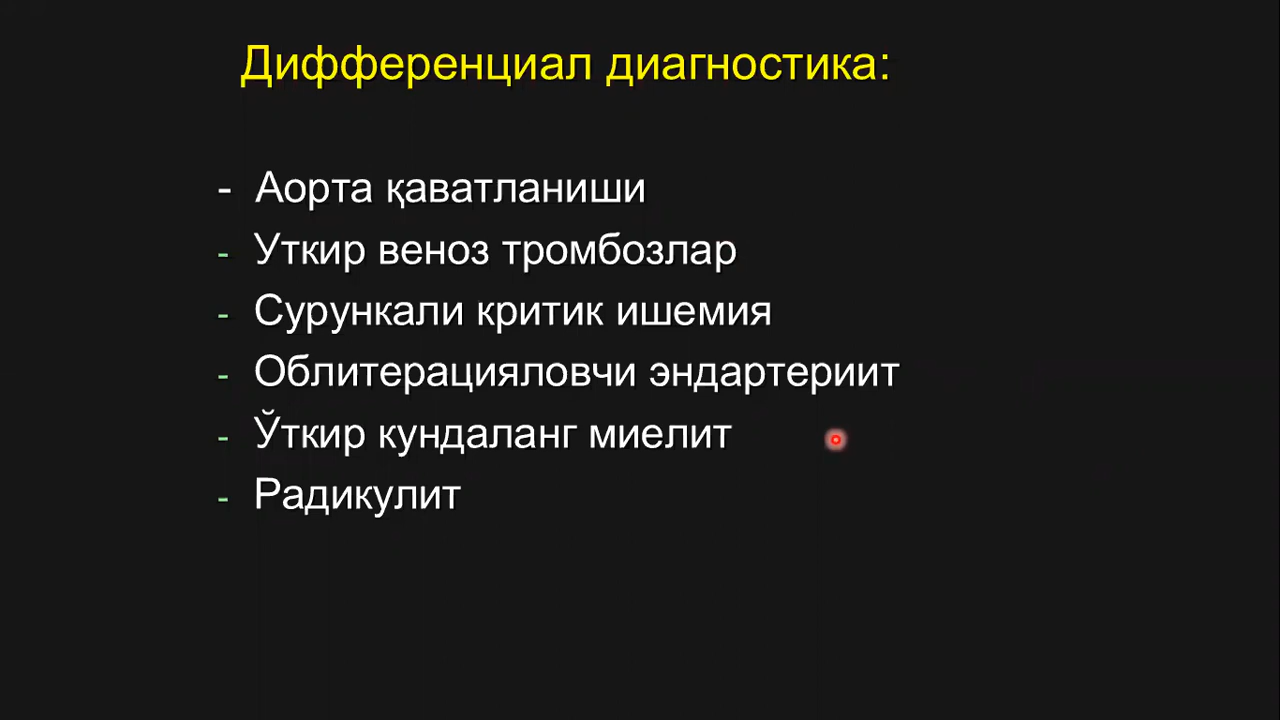 Дифференциал диагностика:
- Аорта қаватланиши
- Уткир веноз тромбозлар
- Сурункали критик ишемия
- Облитерацияловчи эндартериит
- Ўткир кундаланг миелит
- Радикулит